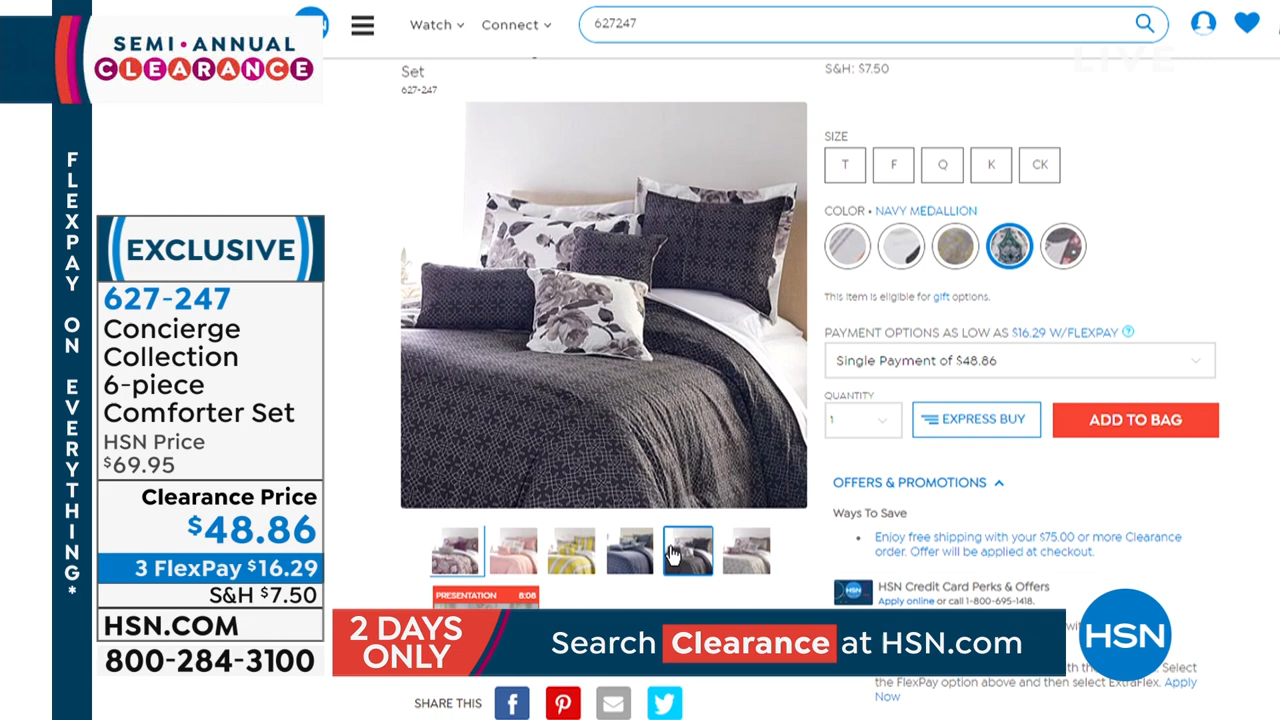 SEMI•ANNUAL
CLEARANCE
FLEXPAY ON EVERYTHING*
EXCLUSIVE
627-247
Concierge
Collection
6-piece
Comforter Set
HSN Price
$69.95
Clearance Price
$48.86
3 FlexPay $16.29
S&H $7.50
HSN.COM
800-284-3100
Watch
Connect
627247
LIVE
Set
627-247
S&H: $7.50
SIZE
T F Q K CK
COLOR • NAVY MEDALLION
This item is eligible for gift options.
PAYMENT OPTIONS AS LOW AS $16.29 W/FLEXPAY ?
Single Payment of $48.86
QUANTITY
1
EXPRESS BUY
ADD TO BAG
OFFERS & PROMOTIONS
Ways To Save
• Enjoy free shipping with your $75.00 or more Clearance
order. Offer will be applied at checkout.
HSN
HSN Credit Card Perks & Offers
Apply online or call 1-800-695-1418.
PRESENTATION 8:08
2 DAYS
ONLY
Search Clearance at HSN.com
HSN
Select
the FlexPay option above and then select ExtraFlex. Apply
Now
SHARE THIS